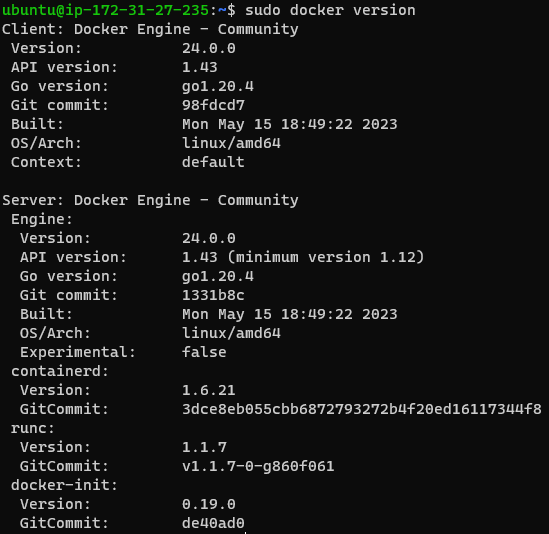 ubuntu@ip-172-31-27-235:~$ sudo docker version
Client: Docker Engine - Community
 Version:           24.0.0
 API version:       1.43
 Go version:        go1.20.4
 Git commit:        98fdcd7
 Built:             Mon May 15 18:49:22 2023
 OS/Arch:           linux/amd64
 Context:           default

Server: Docker Engine - Community
 Engine:
  Version:          24.0.0
  API version:      1.43 (minimum version 1.12)
  Go version:       go1.20.4
  Git commit:       1331b8c
  Built:            Mon May 15 18:49:22 2023
  OS/Arch:          linux/amd64
  Experimental:     false
 containerd:
  Version:          1.6.21
  GitCommit:        3dce8eb055cbb6872793272b4f20ed16117344f8
 runc:
  Version:          1.1.7
  GitCommit:        v1.1.7-0-g860f061
 docker-init:
  Version:          0.19.0
  GitCommit:        de40ad0